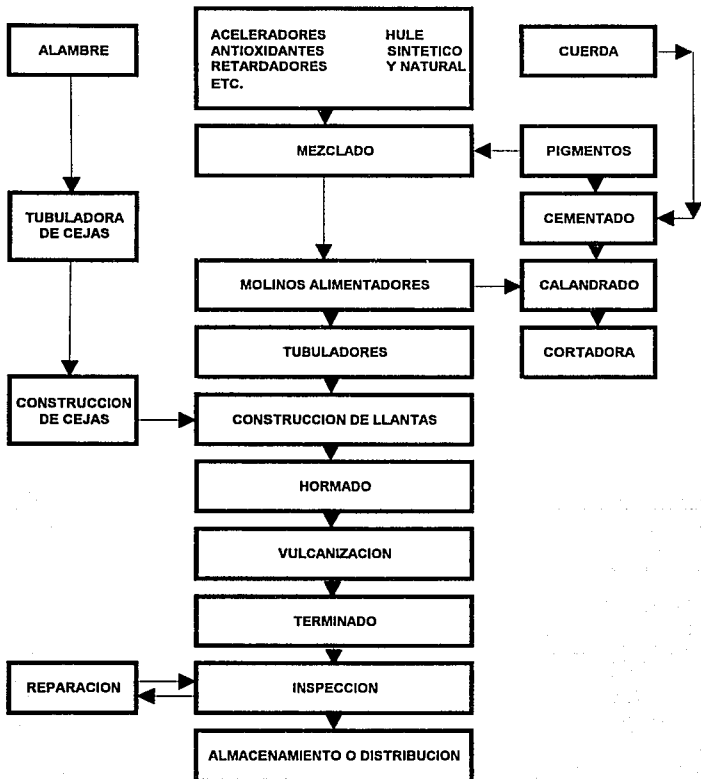 ALAMBRE
ACELERADORES HULE
ANTIOXIDANTES SINTETICO
RETARDADORES Y NATURAL
ETC.
CUERDA
MEZCLADO
PIGMENTOS
TUBULADORA
DE CEJAS
CEMENTADO
MOLINOS ALIMENTADORES
CALANDRADO
TUBULADORES
CORTADORA
CONSTRUCCION
DE CEJAS
CONSTRUCCION DE LLANTAS
HORMADO
VULCANIZACION
TERMINADO
REPARACION
INSPECCION
ALMACENAMIENTO O DISTRIBUCION